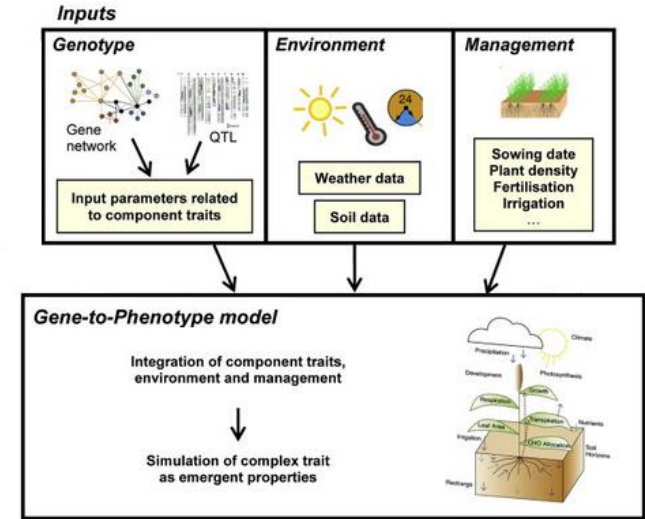 Inputs
Genotype
Gene
network
QTL
Input parameters related
to component traits
Environment
24
Weather data
Soil data
Management
Sowing date
Plant density
Fertilisation
Irrigation
...
Gene-to-Phenotype model
Integration of component traits,
environment and management
Simulation of complex trait
as emergent properties
Climate
Precipitation
Development
Photosynthesis
Growth
Respiration
Transpiration
Nutrients
Leaf Area
Irrigation
CHO Allocation
Soil
Horizons
Recharge